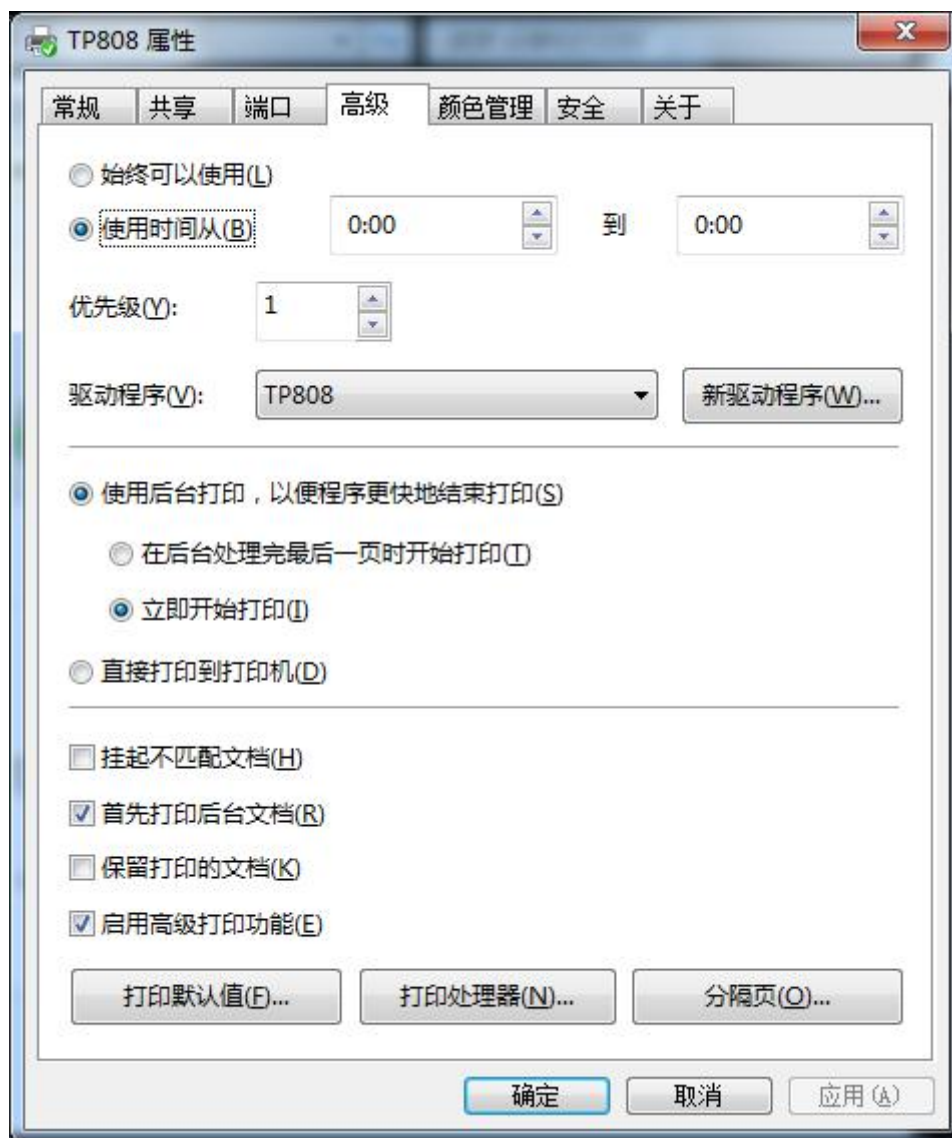 TP808 属性
常规 共享 端口 高级 颜色管理 安全 关于
始终可以使用(L)
使用时间从(B) 0:00 到 0:00
优先级(Y): 1
驱动程序(V): TP808 新驱动程序(W)...
使用后台打印，以便程序更快地结束打印(S)
在后台处理完最后一页时开始打印(T)
立即开始打印(I)
直接打印到打印机(D)
挂起不匹配文档(H)
首先打印后台文档(R)
保留打印的文档(K)
启用高级打印功能(E)
打印默认值(F)... 打印处理器(N)... 分隔页(O)...
确定 取消 应用(A)